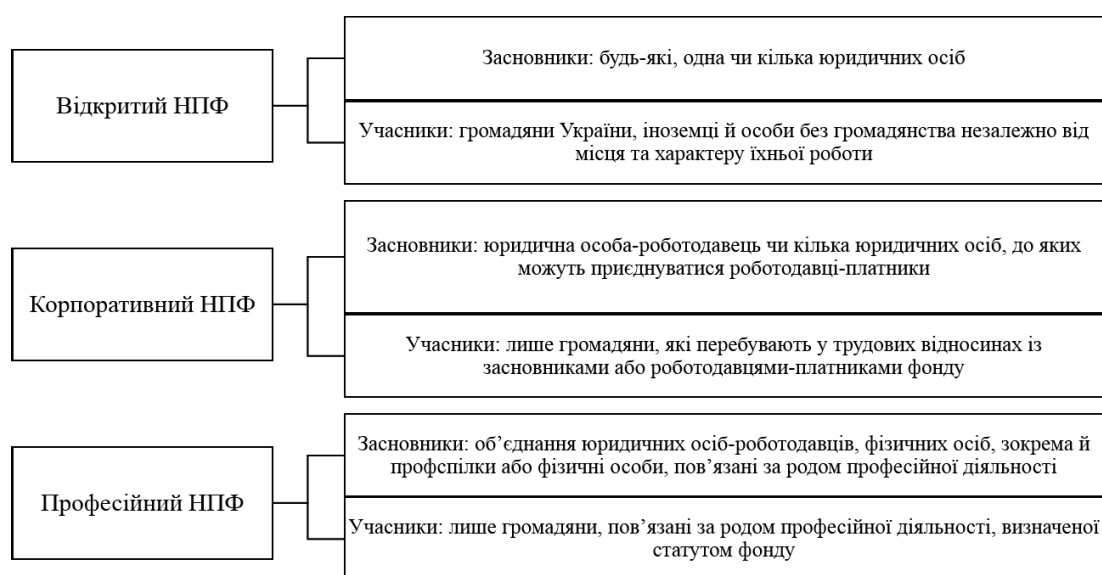 Відкритий НПФ
Засновники: будь-які, одна чи кілька юридичних осіб
Учасники: громадяни України, іноземці й особи без громадянства незалежно від
місця та характеру їхньої роботи
Корпоративний НПФ
Засновники: юридична особа-роботодавець чи кілька юридичних осіб, до яких
можуть приєднуватися роботодавці-платники
Учасники: лише громадяни, які перебувають у трудових відносинах із
засновниками або роботодавцями-платниками фонду
Професійний НПФ
Засновники: об’єднання юридичних осіб-роботодавців, фізичних осіб, зокрема й
профспілки або фізичні особи, пов’язані за родом професійної діяльності
Учасники: лише громадяни, пов’язані за родом професійної діяльності, визначеної
статутом фонду